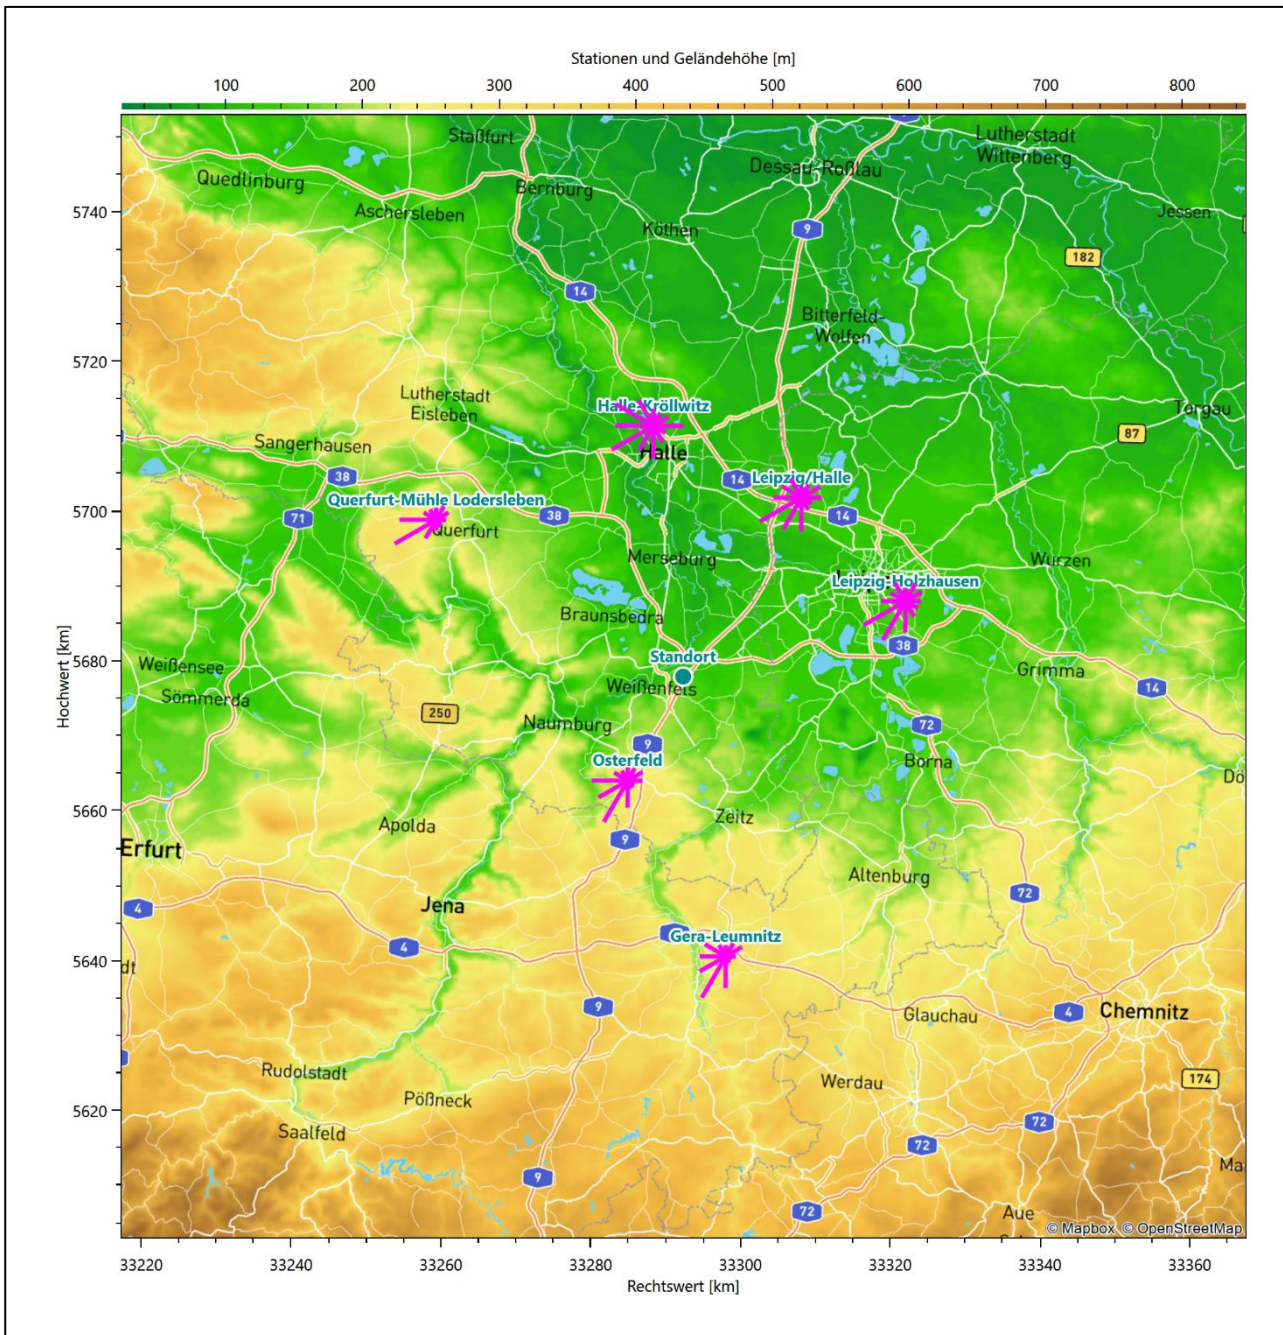 Stationen und Geländehöhe [m]
100 200 300 400 500 600 700 800
Staßfurt
Lutherstadt
Wittenberg
Dessau-Roßlau
Quedlinburg
Bernburg
Aschersleben
Jessen
5740
Köthen
9
182
14
Bitterfeld-
Wolfen
5720
Lutherstadt
Eisleben
Halle-Kröllwitz
Torgau
87
Sangerhausen
Halle
38
14
Leipzig/Halle
Querfurt-Mühle Lodersleben
5700
71
38
14
Querfurt
Merseburg
Wurzen
Leipzig-Holzhausen
Braunsbedra
38
5680
Standort
Weißensee
Weißenfels
Grimma
14
Sömmerda
250
Naumburg
72
9
Osterfeld
Borna
Dö
5660
Zeitz
Apolda
9
Erfurt
Altenburg
72
4
Jena
Gera-Leumnitz
4
5640
dt
9
Glauchau
4
Chemnitz
Rudolstadt
Werdau
174
Pößneck
5620
72
Saalfeld
72
Ma
9
72
Aue
© Mapbox © OpenStreetMap
33220 33240 33260 33280 33300 33320 33340 33360
Rechtswert [km]
Hochwert [km]